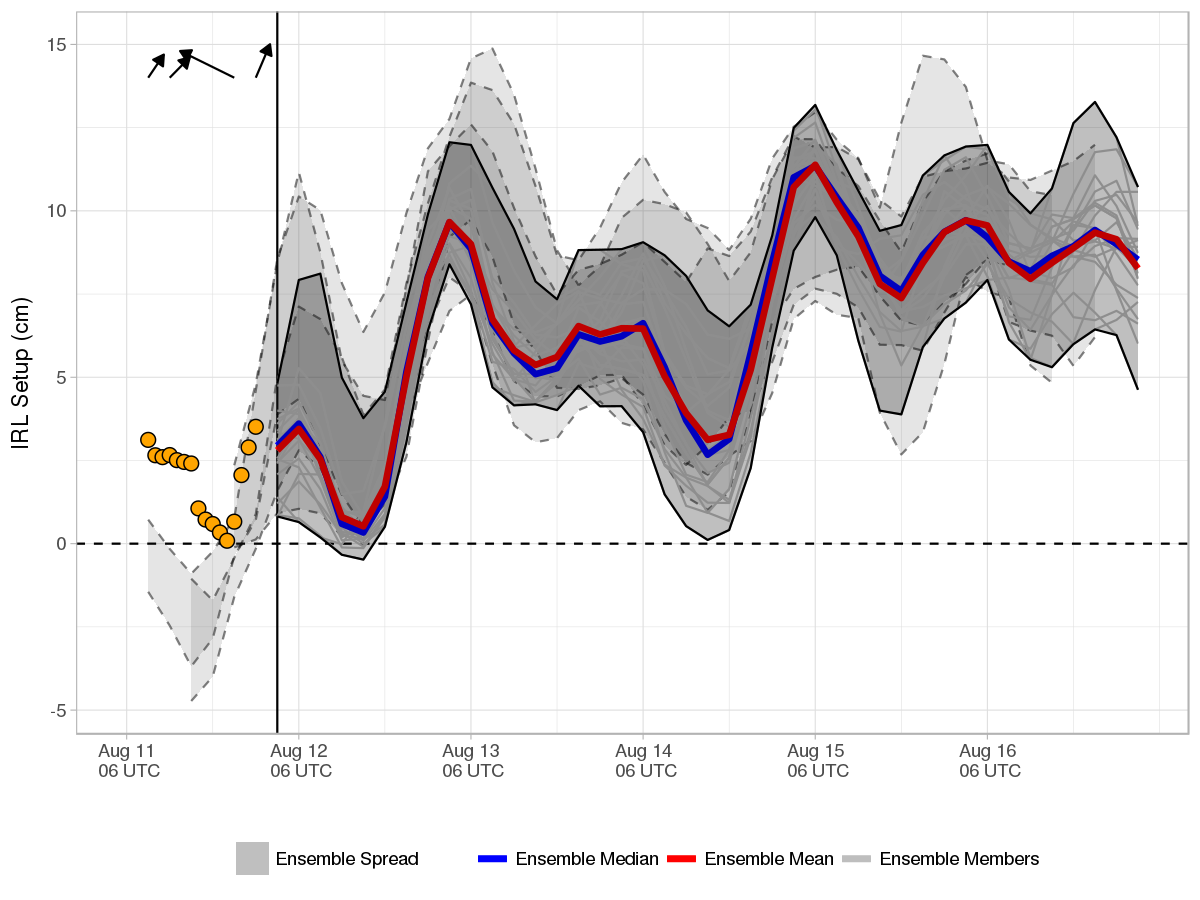 15
10
5
0
-5
IRL Setup (cm)
Aug 11
06 UTC
Aug 12
06 UTC
Aug 13
06 UTC
Aug 14
06 UTC
Aug 15
06 UTC
Aug 16
06 UTC
Ensemble Spread
Ensemble Median
Ensemble Mean
Ensemble Members